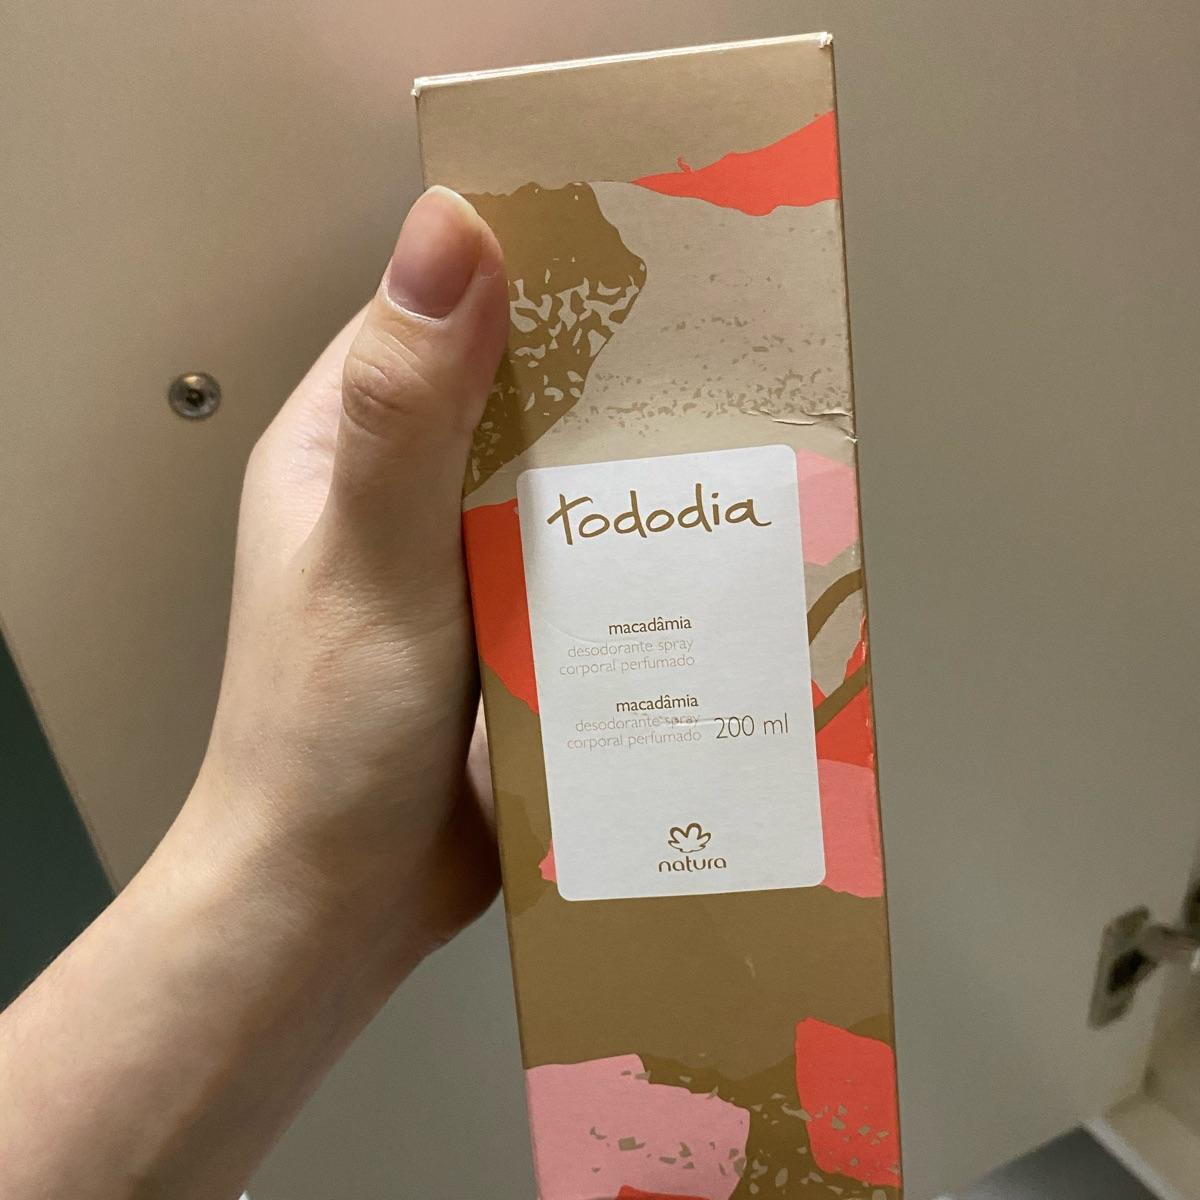 tododia
macadâmia
desodorante spray
corporal perfumado
macadâmia
desodorante spray
corporal perfumado 200 ml
natura